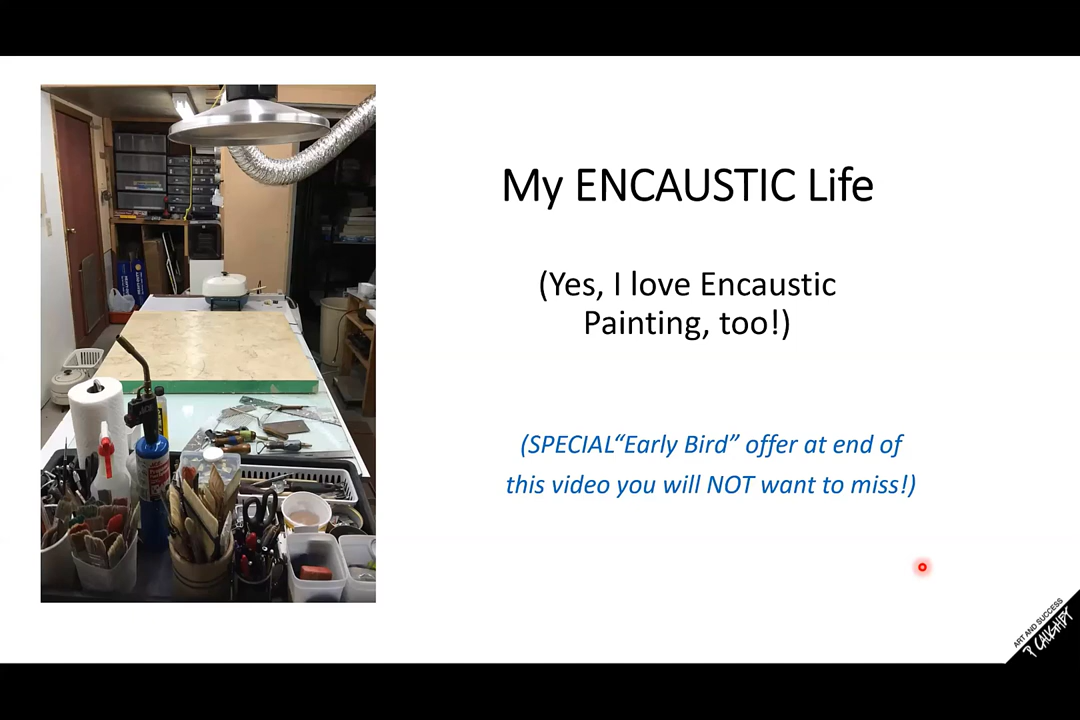 My ENCAUSTIC Life
(Yes, I love Encaustic
Painting, too!)
(SPECIAL“Early Bird” offer at end of
this video you will NOT want to miss!)
ART AND SUCCESS
P CAUGHEY